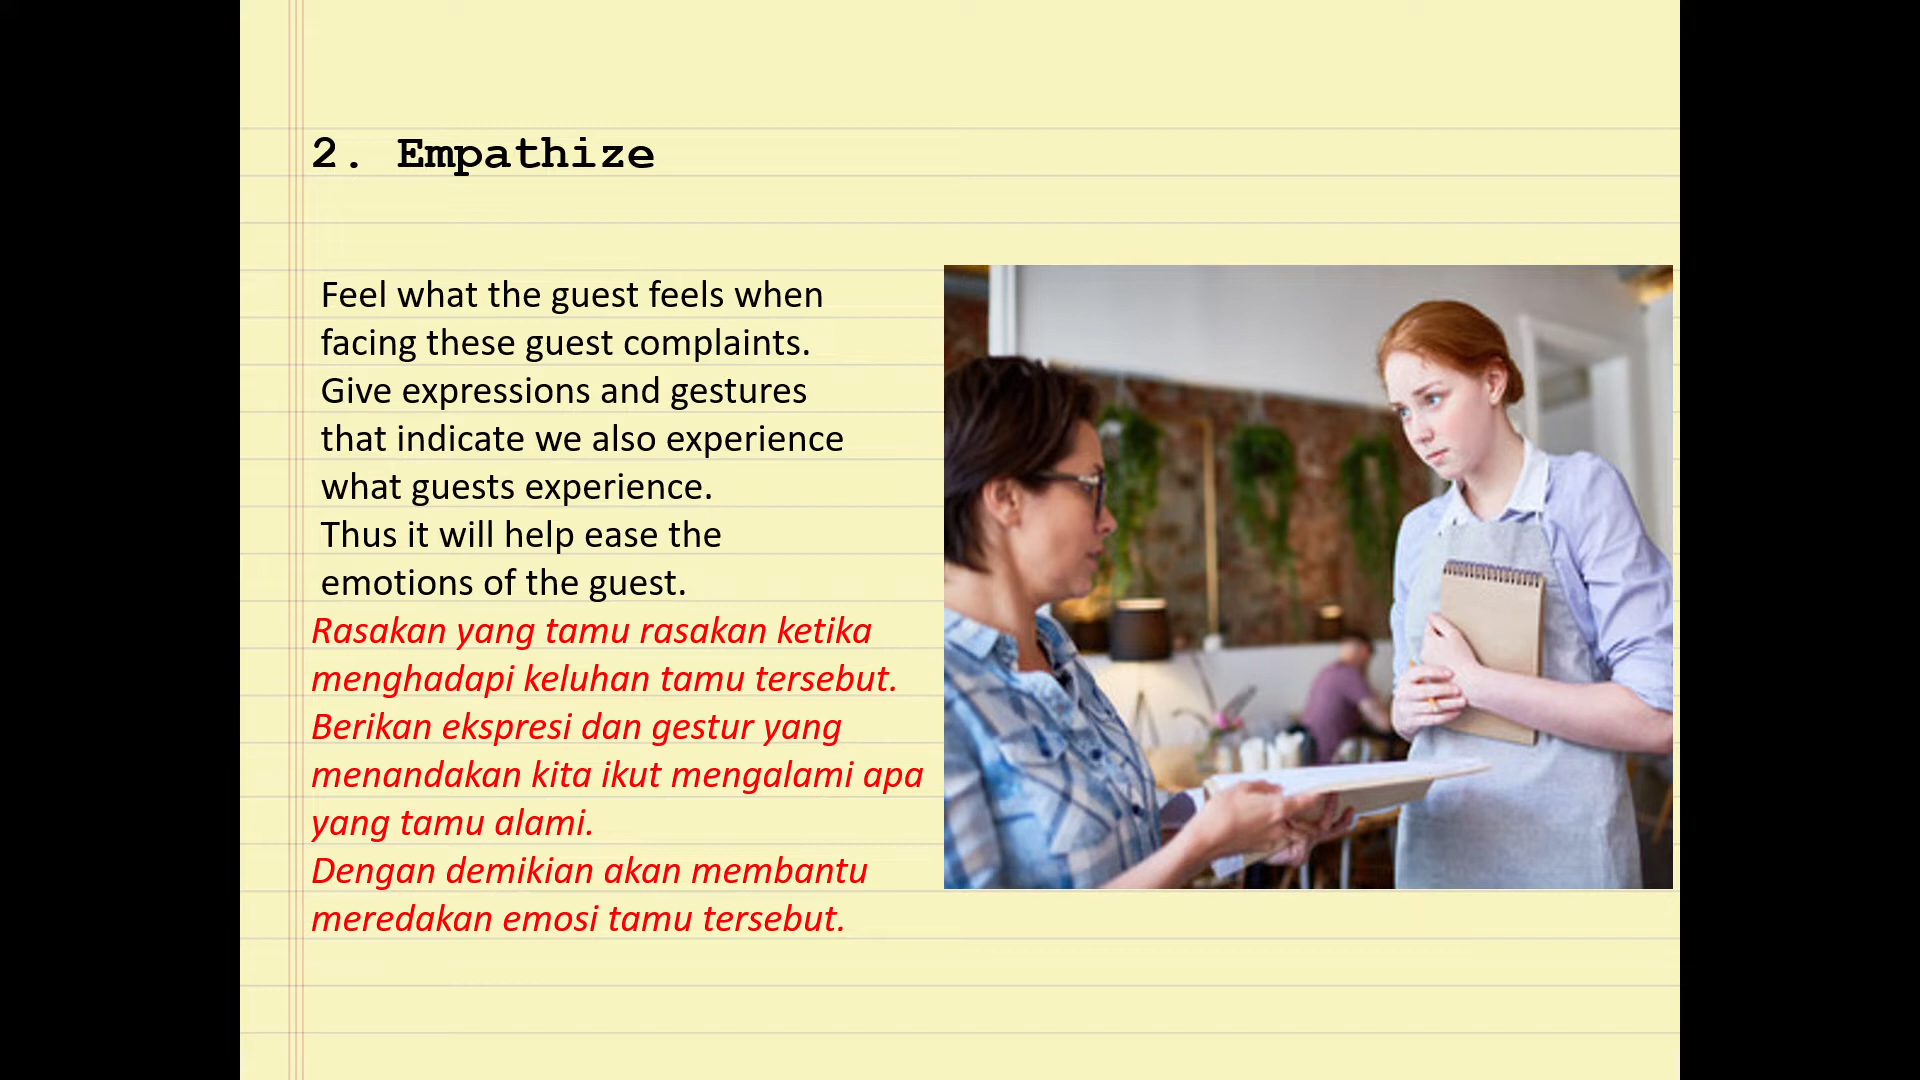 2. Empathize
Feel what the guest feels when
facing these guest complaints.
Give expressions and gestures
that indicate we also experience
what guests experience.
Thus it will help ease the
emotions of the guest.
Rasakan yang tamu rasakan ketika
menghadapi keluhan tamu tersebut.
Berikan ekspresi dan gestur yang
menandakan kita ikut mengalami apa
yang tamu alami.
Dengan demikian akan membantu
meredakan emosi tamu tersebut.